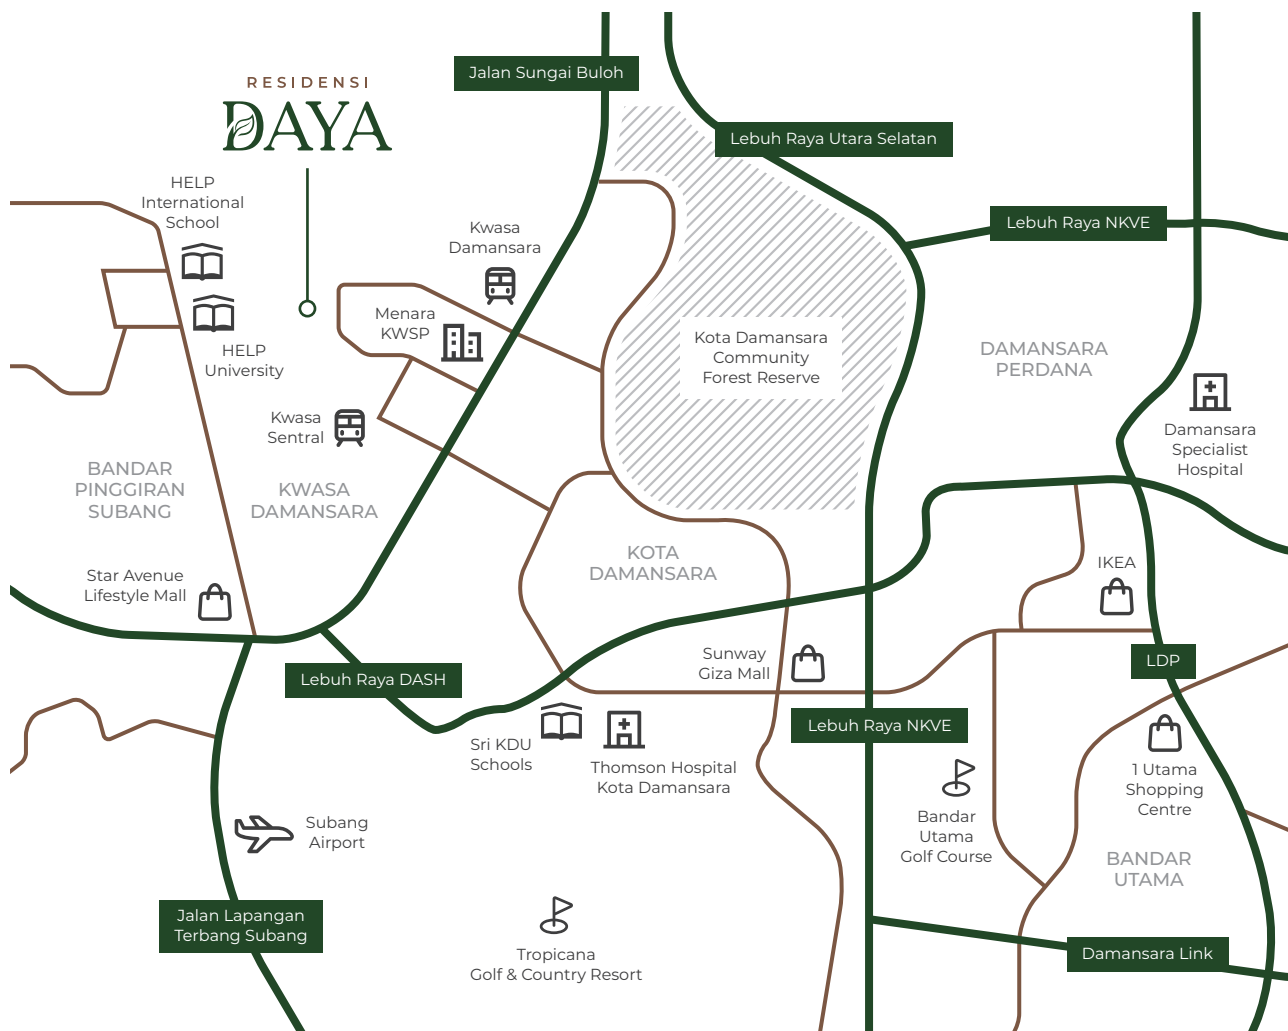 Jalan Sungai Buloh
RESIDENSI
DAYA
Lebuh Raya Utara Selatan
HELP
International
School
Kwasa
Damansara
Lebuh Raya NKVE
Menara
KWSP
HELP
University
Kota Damansara
Community
Forest Reserve
DAMANSARA
PERDANA
Kwasa
Sentral
Damansara
Specialist
Hospital
BANDAR
PINGGIRAN
SUBANG
KWASA
DAMANSARA
KOTA
DAMANSARA
IKEA
Star Avenue
Lifestyle Mall
Sunway
Giza Mall
LDP
Lebuh Raya DASH
Lebuh Raya NKVE
Sri KDU
Schools
Thomson Hospital
Kota Damansara
1 Utama
Shopping
Centre
Subang
Airport
Bandar
Utama
Golf Course
BANDAR
UTAMA
Jalan Lapangan
Terbang Subang
Tropicana
Golf & Country Resort
Damansara Link